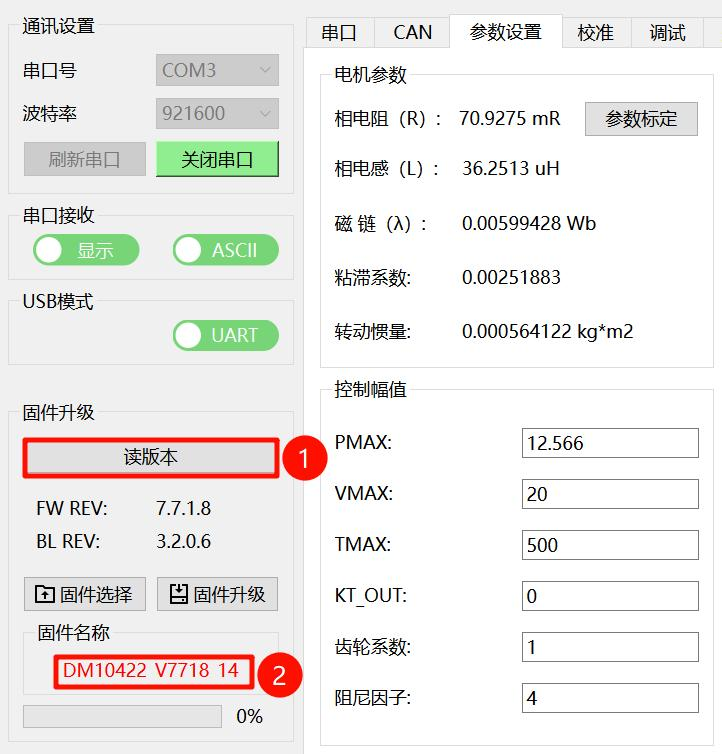 通讯设置
串口号 COM3
波特率 921600
刷新串口 关闭串口
串口接收
显示 ASCII
USB模式
UART
固件升级
读版本
1
FW REV: 7.7.1.8
BL REV: 3.2.0.6
固件选择 固件升级
固件名称
DM10422 V7718 14
2
0%
串口 CAN 参数设置 校准 调试
电机参数
相电阻（R）: 70.9275 mR 参数标定
相电感（L）: 36.2513 uH
磁 链（λ）: 0.00599428 Wb
粘滞系数: 0.00251883
转动惯量: 0.000564122 kg*m2
控制幅值
PMAX: 12.566
VMAX: 20
TMAX: 500
KT_OUT: 0
齿轮系数: 1
阻尼因子: 4